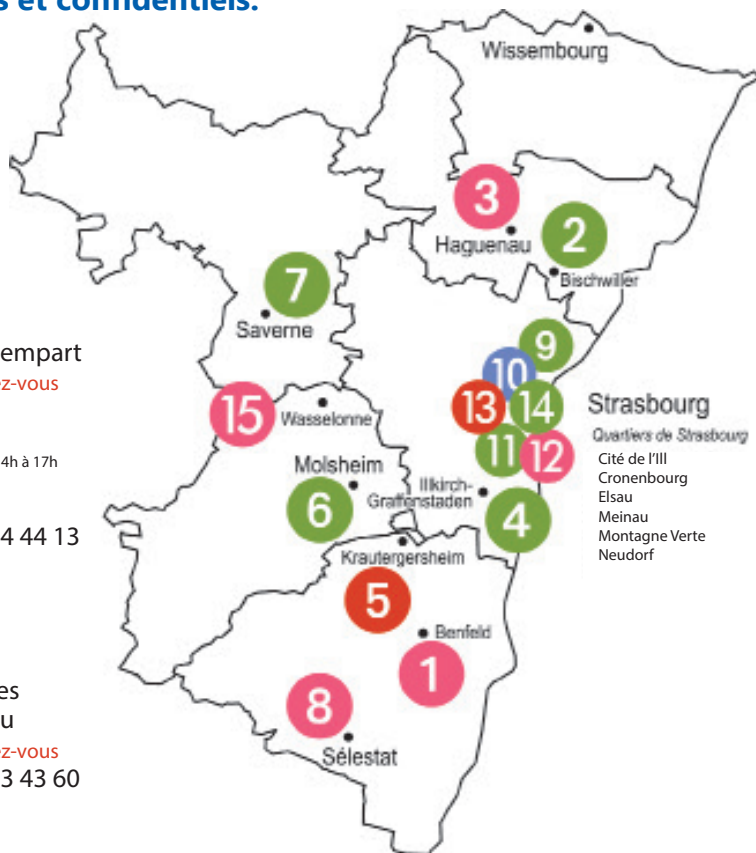 s et confidentiels.
Wissembourg
3
Haguenau
2
Bischwiller
7
Saverne
empart
ez-vous
9
10
13
14
Strasbourg
Quartiers de Strasbourg
Cité de l'Ill
Cronenbourg
Elsau
Meinau
Montagne Verte
Neudorf
15
Wasselonne
11
12
4h à 17h
Molsheim
Illkirch-
Graffenstaden
6
4
4 44 13
Krautergersheim
5
Benfeld
1
es
u
8
ez-vous
Sélestat
3 43 60